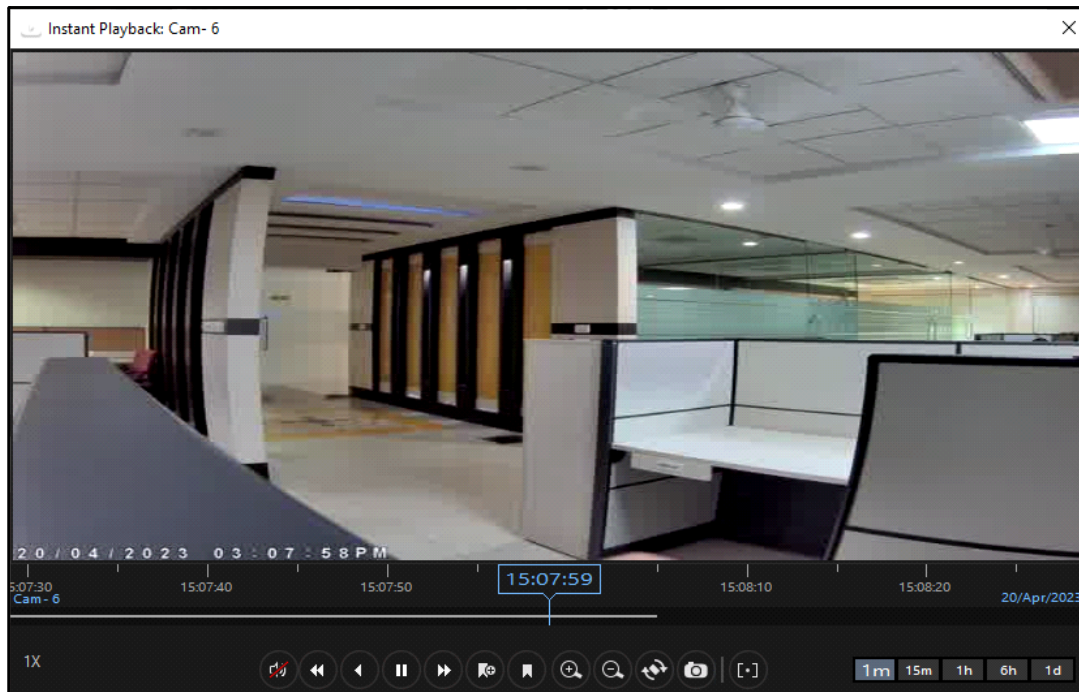 Instant Playback: Cam- 6
20/04/2023 03:07:58PM
15:07:59
5:07:30 15:07:40 15:07:50 15:08:10 15:08:20
Cam- 6 20/Apr/2023
1X
1m 15m 1h 6h 1d